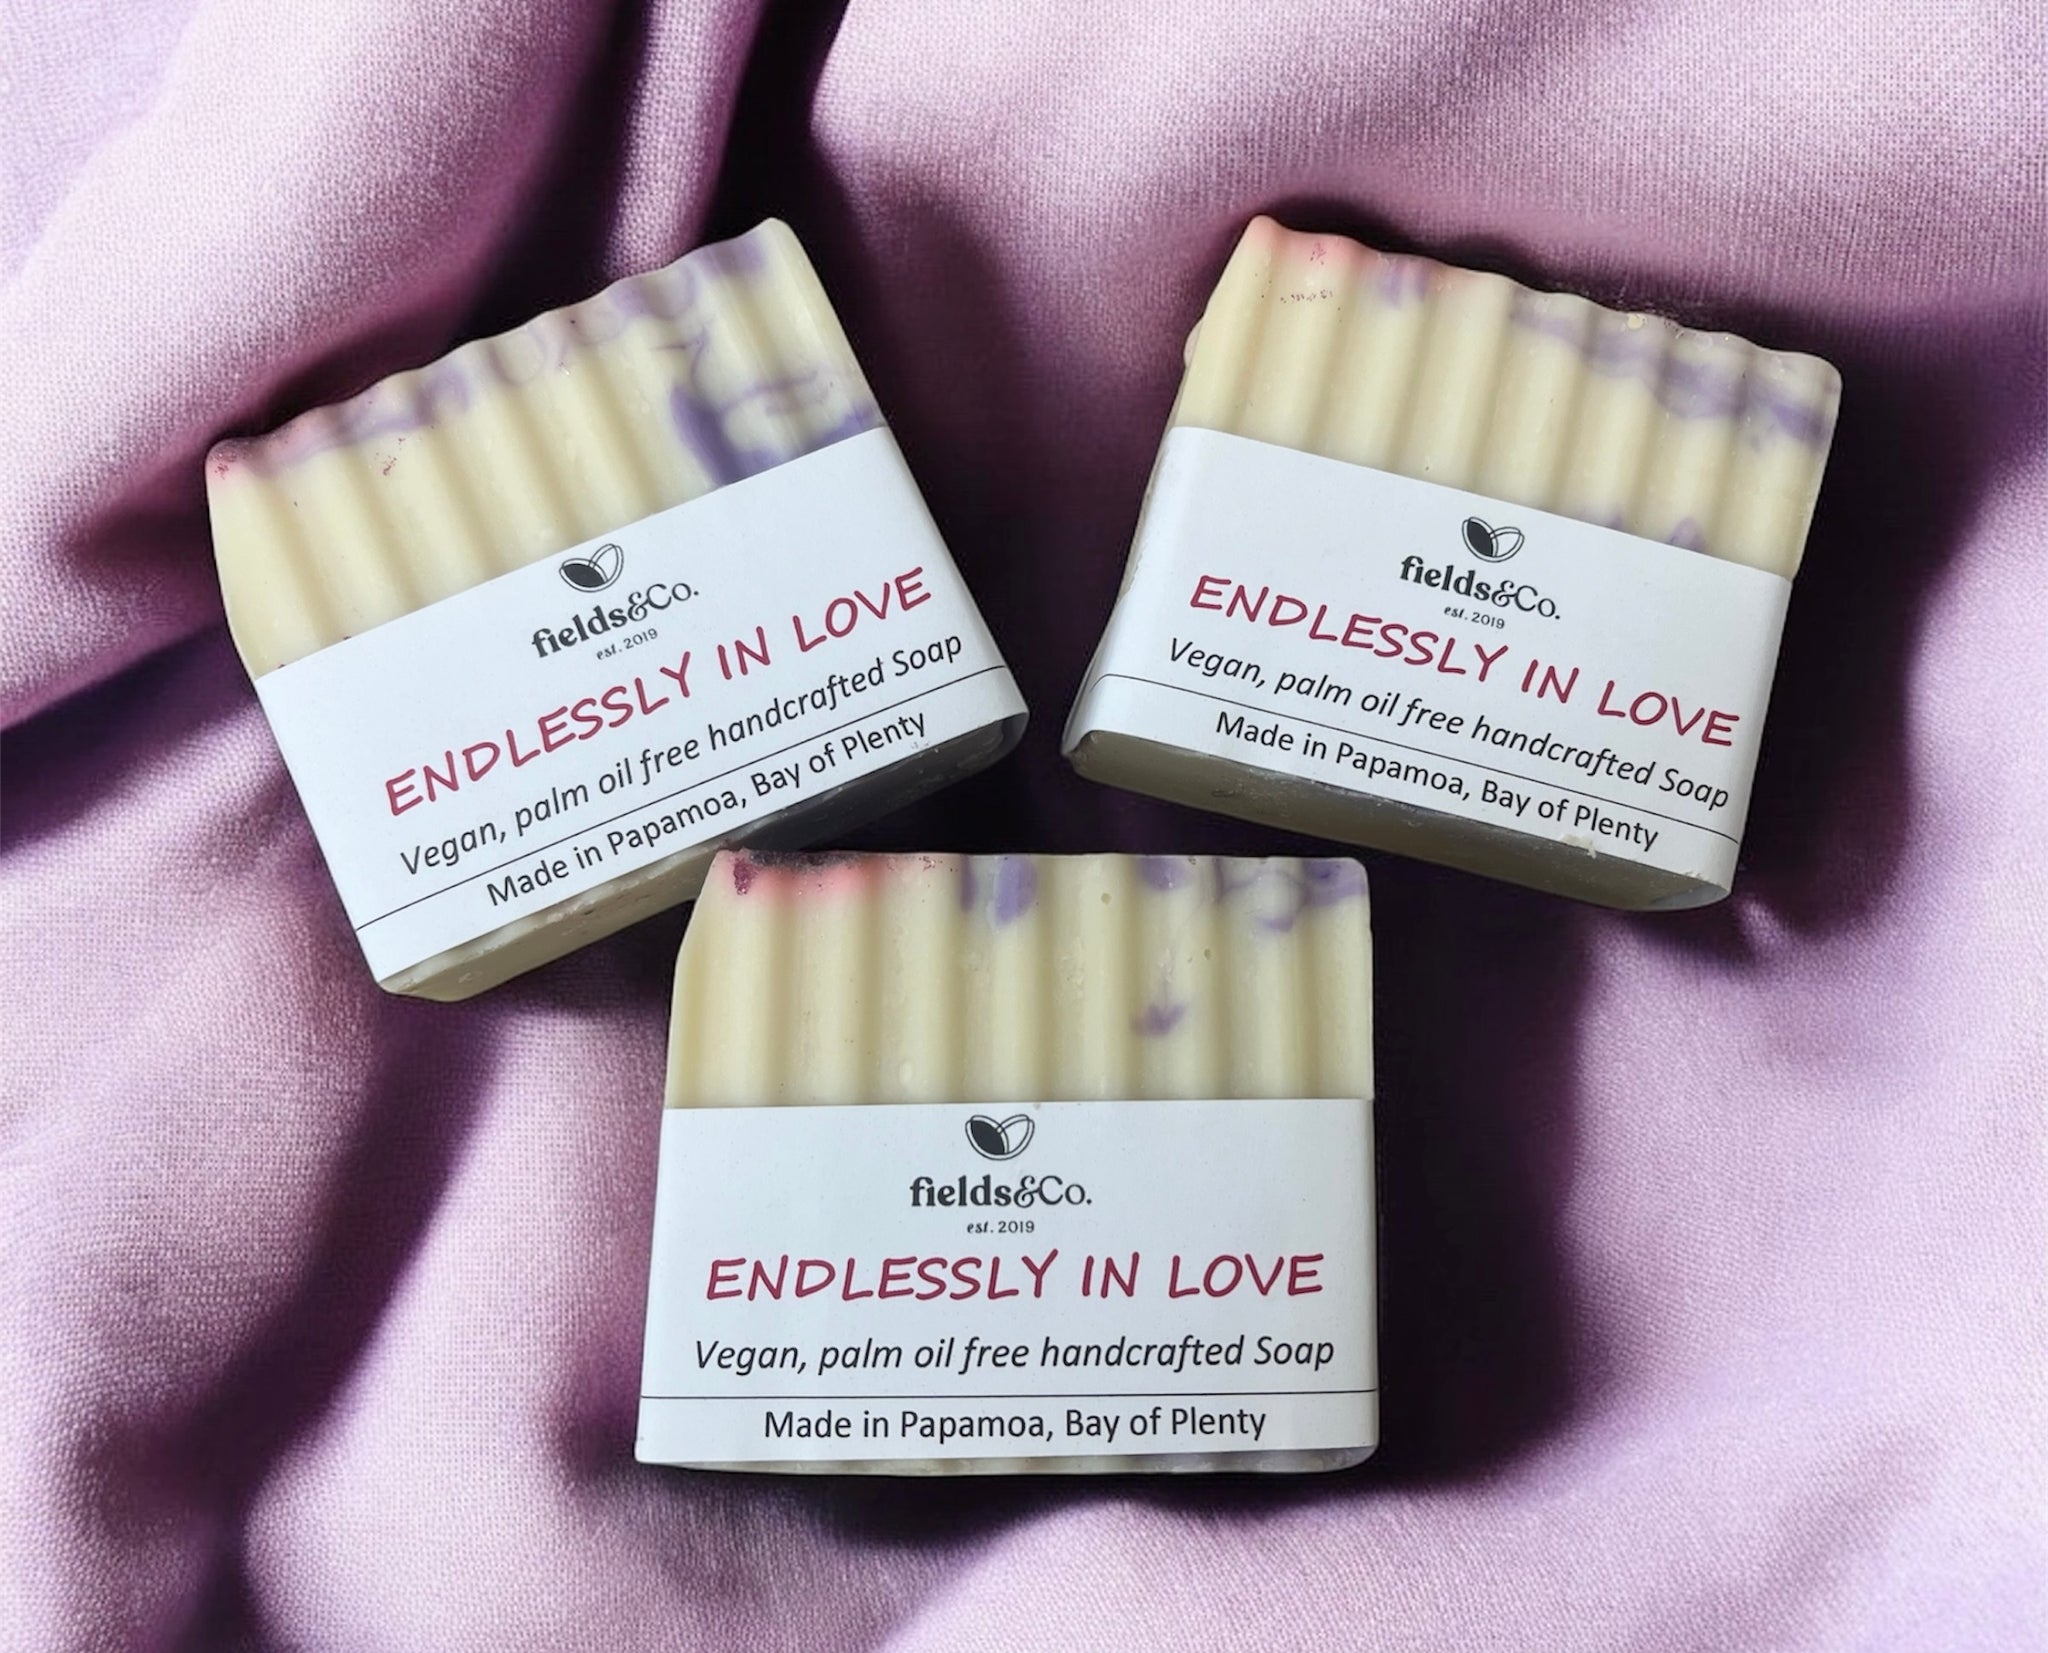 fields&Co.
est. 2019
ENDLESSLY IN LOVE
Vegan, palm oil free handcrafted Soap
Made in Papamoa, Bay of Plenty
fields&Co.
est. 2019
ENDLESSLY IN LOVE
Vegan, palm oil free handcrafted Soap
Made in Papamoa, Bay of Plenty
fields&Co.
est. 2019
ENDLESSLY IN LOVE
Vegan, palm oil free handcrafted Soap
Made in Papamoa, Bay of Plenty